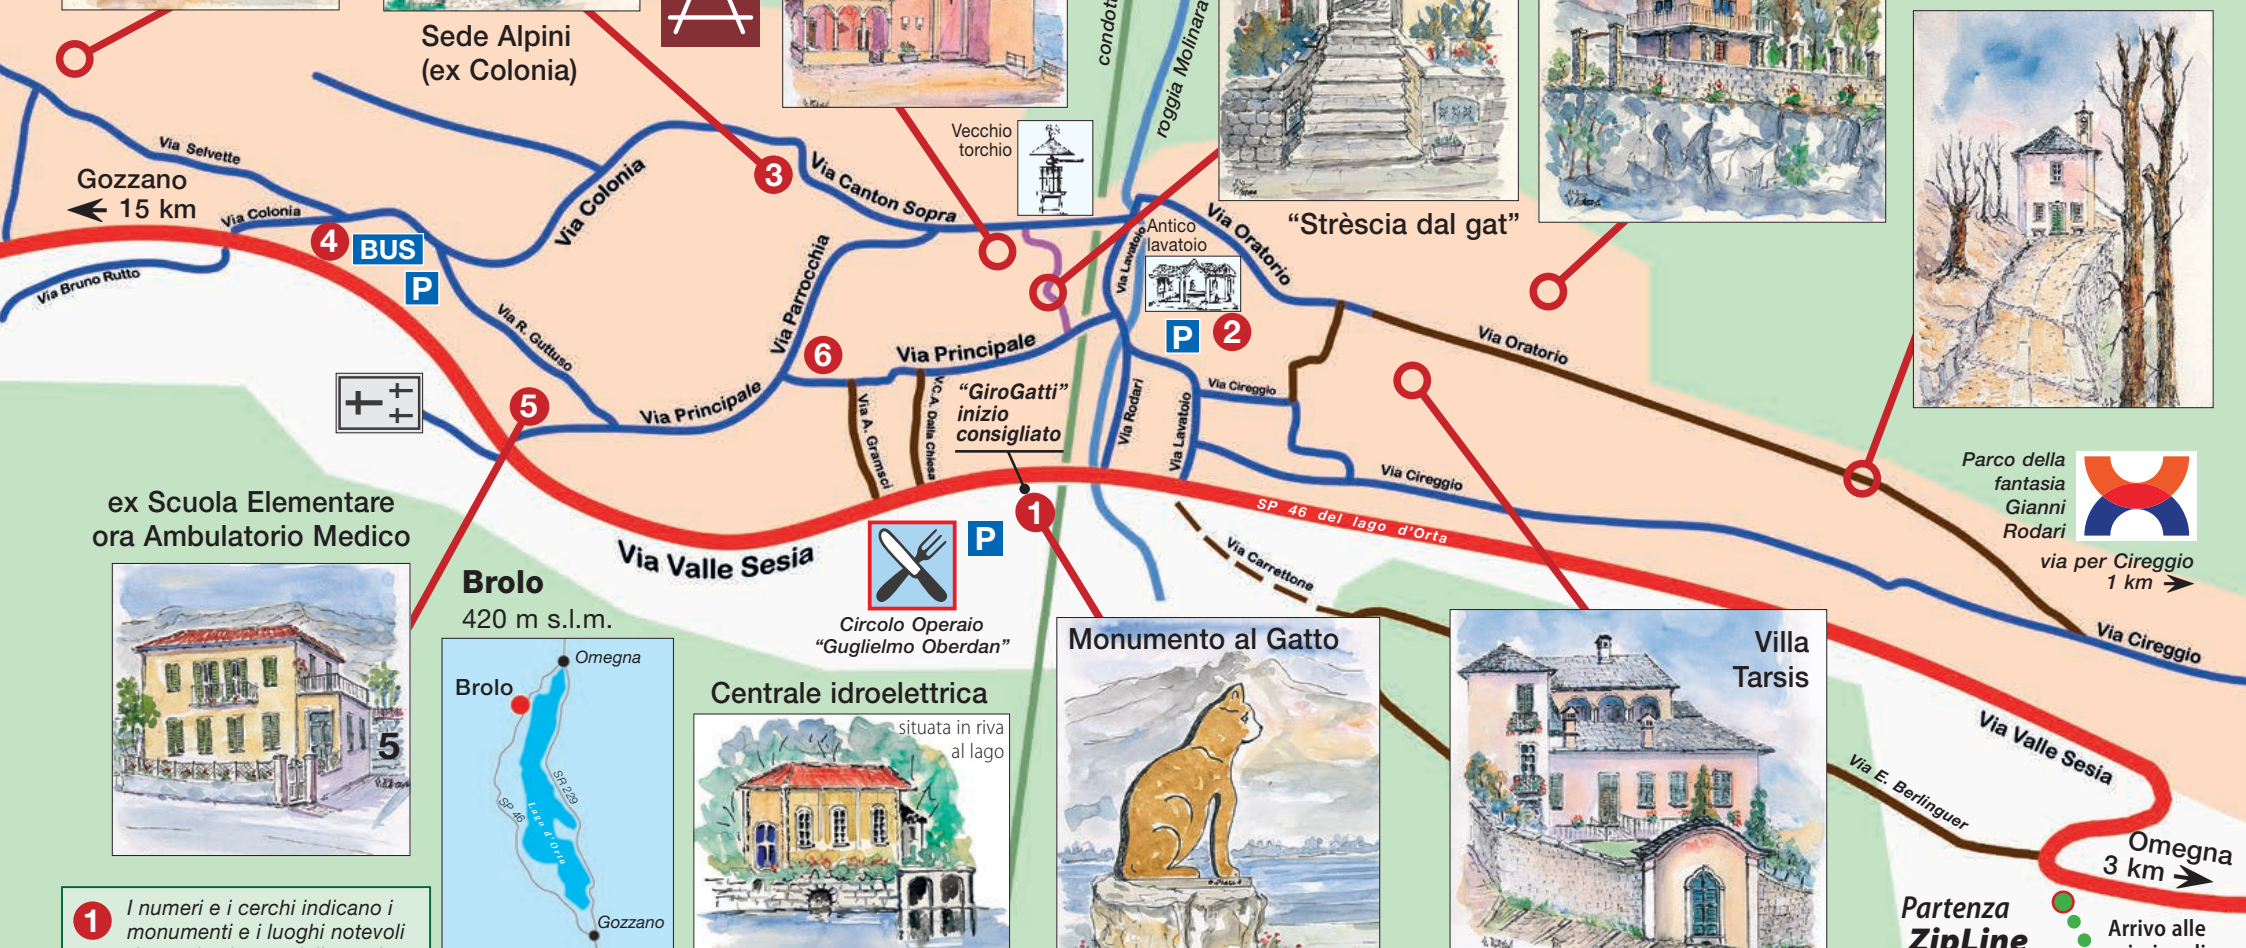 Sede Alpini
(ex Colonia)
roggia Molinara
Vecchio
torchio
Via Selvette
Gozzano
15 km
Via Colonia
Via Colonia
3
Via Canton Sopra
4
BUS
P
Via Bruno Rutto
Via R. Guttuso
Via Parrocchia
6
Via Principale
Via Principale
Via Lavatoio
Antico
lavatoio
P
2
Via Oratorio
“Strèscia dal gat”
Via Oratorio
5
Via A. Gramsci
V.C.A. Dalla Chiesa
“GiroGatti”
inizio
consigliato
Via Rodari
Via Lavatoio
Via Cireggio
Via Cireggio
SP 46 del lago d’Orta
Via Carrettone
1
P
Via Valle Sesia
Circolo Operaio
“Guglielmo Oberdan”
Parco della
fantasia
Gianni
Rodari
via per Cireggio
1 km
Via Cireggio
ex Scuola Elementare
ora Ambulatorio Medico
5
Brolo
420 m s.l.m.
Omegna
Brolo
SR 229
SP 46
Lago d’Orta
Gozzano
Centrale idroelettrica
situata in riva
al lago
Monumento al Gatto
Villa
Tarsis
Via Valle Sesia
Via E. Berlinguer
Omegna
3 km
Partenza
ZipLine
Arrivo alle
1
I numeri e i cerchi indicano i
monumenti e i luoghi notevoli